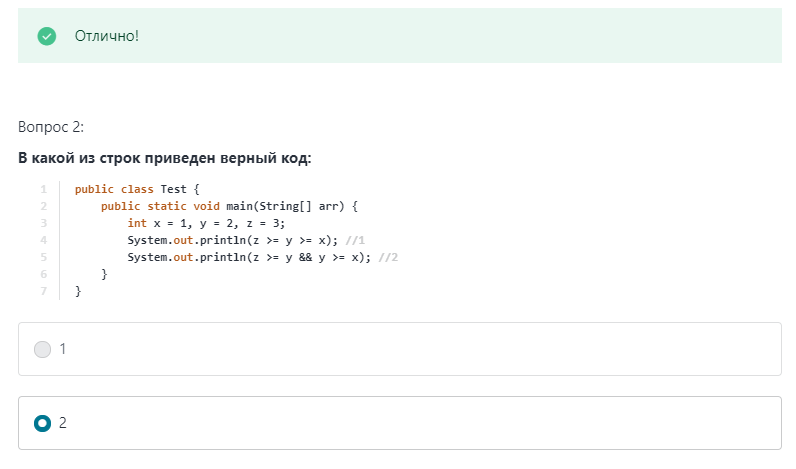 Отлично!
Вопрос 2:
В какой из строк приведен верный код:
1 public class Test {
2     public static void main(String[] arr) {
3         int x = 1, y = 2, z = 3;
4         System.out.println(z >= y >= x); //1
5         System.out.println(z >= y && y >= x); //2
6     }
7 }
1
2